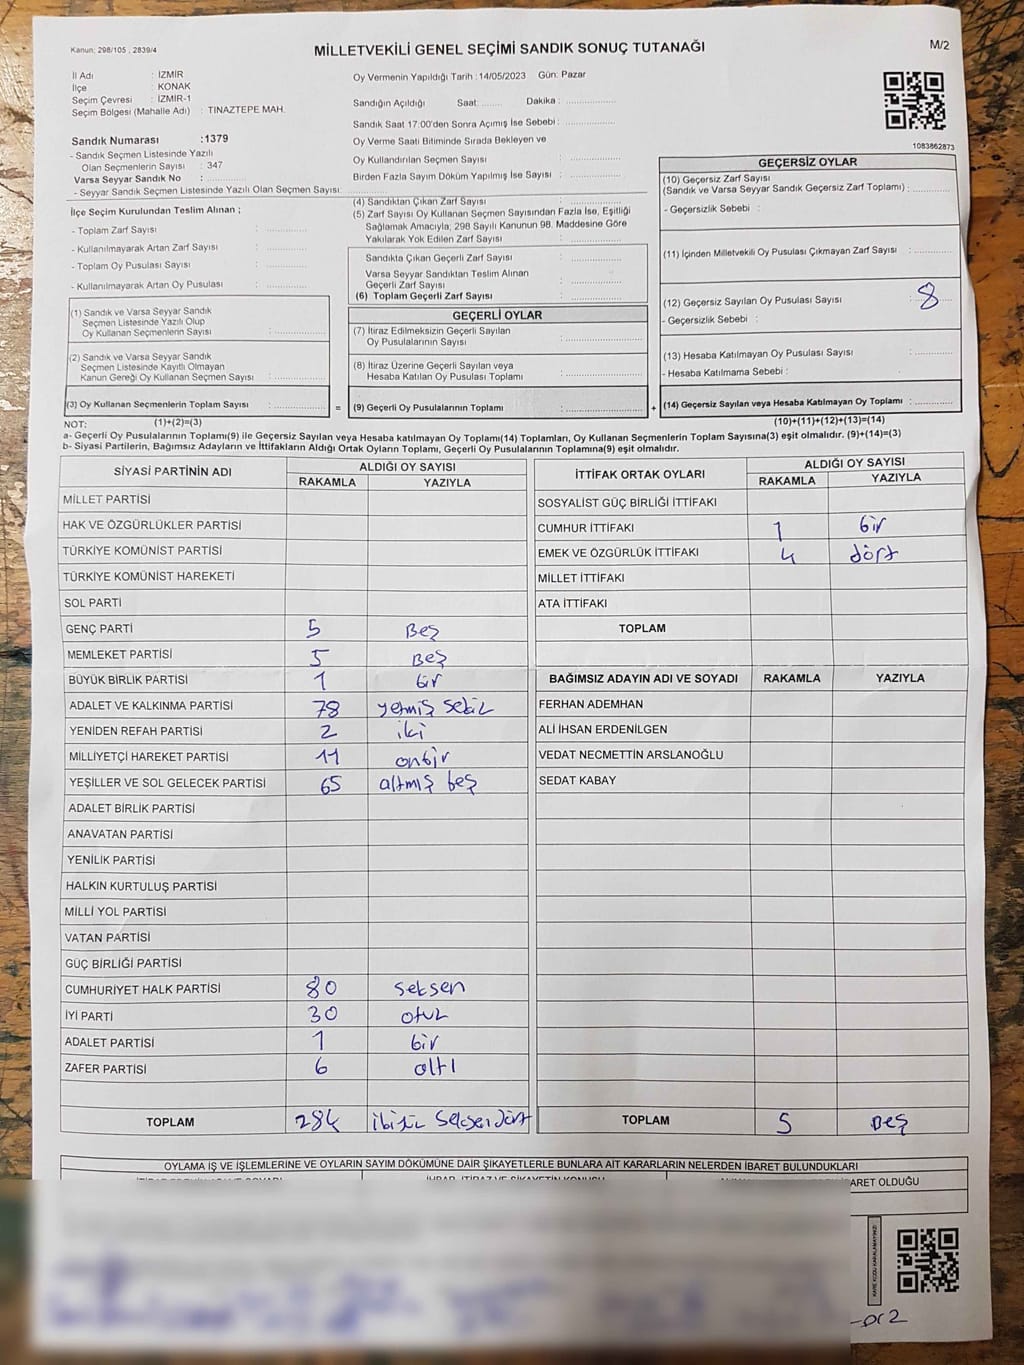 Kanun; 298/105 ; 2839/4
MİLLETVEKİLİ GENEL SEÇİMİ SANDIK SONUÇ TUTANAĞI
M/2
İl Adı : İZMİR
İlçe : KONAK
Seçim Çevresi : İZMİR-1
Seçim Bölgesi (Mahalle Adı) : TINAZTEPE MAH.
Sandık Numarası :1379
- Sandık Seçmen Listesinde Yazılı
Olan Seçmenlerin Sayısı : 347
Varsa Seyyar Sandık No :
- Seyyar Sandık Seçmen Listesinde Yazılı Olan Seçmen Sayısı:
Oy Vermenin Yapıldığı Tarih :14/05/2023 Gün: Pazar
Sandığın Açıldığı Saat: Dakika :
Sandık Saat 17:00'den Sonra Açımış İse Sebebi :
Oy Verme Saati Bitiminde Sırada Bekleyen ve
Oy Kullandırılan Seçmen Sayısı :
Birden Fazla Sayım Döküm Yapılmış İse Sayısı :
1083862873
İlçe Seçim Kurulundan Teslim Alınan ;
- Toplam Zarf Sayısı :
- Kullanılmayarak Artan Zarf Sayısı :
- Toplam Oy Pusulası Sayısı :
- Kullanılmayarak Artan Oy Pusulası :
(1) Sandık ve Varsa Seyyar Sandık
Seçmen Listesinde Yazılı Olup
Oy Kullanan Seçmenlerin Sayısı :
(2) Sandık ve Varsa Seyyar Sandık
Seçmen Listesinde Kayıtlı Olmayan
Kanun Gereği Oy Kullanan Seçmen Sayısı :
(3) Oy Kullanan Seçmenlerin Toplam Sayısı :
(4) Sandıktan Çıkan Zarf Sayısı :
(5) Zarf Sayısı Oy Kullanan Seçmen Sayısından Fazla İse, Eşitliği
Sağlamak Amacıyla; 298 Sayılı Kanunun 98. Maddesine Göre
Yakılarak Yok Edilen Zarf Sayısı :
Sandıkta Çıkan Geçerli Zarf Sayısı :
Varsa Seyyar Sandıktan Teslim Alınan
Geçerli Zarf Sayısı :
(6) Toplam Geçerli Zarf Sayısı :
GEÇERLİ OYLAR
(7) İtiraz Edilmeksizin Geçerli Sayılan
Oy Pusulalarının Sayısı :
(8) İtiraz Üzerine Geçerli Sayılan veya
Hesaba Katılan Oy Pusulası Toplamı :
= (9) Geçerli Oy Pusulalarının Toplamı : +
GEÇERSİZ OYLAR
(10) Geçersiz Zarf Sayısı
(Sandık ve Varsa Seyyar Sandık Geçersiz Zarf Toplamı) :
- Geçersizlik Sebebi :
(11) İçinden Milletvekili Oy Pusulası Çıkmayan Zarf Sayısı :
(12) Geçersiz Sayılan Oy Pusulası Sayısı : 8
- Geçersizlik Sebebi :
(13) Hesaba Katılmayan Oy Pusulası Sayısı :
- Hesaba Katılmama Sebebi :
(14) Geçersiz Sayılan veya Hesaba Katılmayan Oy Toplamı :
NOT: (1)+(2)=(3) (10)+(11)+(12)+(13)=(14)
a- Geçerli Oy Pusulalarının Toplamı(9) ile Geçersiz Sayılan veya Hesaba katılmayan Oy Toplamı(14) Toplamları, Oy Kullanan Seçmenlerin Toplam Sayısına(3) eşit olmalıdır. (9)+(14)=(3)
b- Siyasi Partilerin, Bağımsız Adayların ve İttifakların Aldığı Ortak Oyların Toplamı, Geçerli Oy Pusulalarının Toplamına(9) eşit olmalıdır.
SİYASİ PARTİNİN ADI ALDIĞI OY SAYISI
RAKAMLA YAZIYLA
MİLLET PARTİSİ
HAK VE ÖZGÜRLÜKLER PARTİSİ
TÜRKİYE KOMÜNİST PARTİSİ
TÜRKİYE KOMÜNİST HAREKETİ
SOL PARTİ
GENÇ PARTİ 5 Beş
MEMLEKET PARTİSİ 5 Beş
BÜYÜK BİRLİK PARTİSİ 1 bir
ADALET VE KALKINMA PARTİSİ 78 yetmiş sekiz
YENİDEN REFAH PARTİSİ 2 iki
MİLLİYETÇİ HAREKET PARTİSİ 11 onbir
YEŞİLLER VE SOL GELECEK PARTİSİ 65 altmış beş
ADALET BİRLİK PARTİSİ
ANAVATAN PARTİSİ
YENİLİK PARTİSİ
HALKIN KURTULUŞ PARTİSİ
MİLLİ YOL PARTİSİ
VATAN PARTİSİ
GÜÇ BİRLİĞİ PARTİSİ
CUMHURİYET HALK PARTİSİ 80 seksen
İYİ PARTİ 30 otuz
ADALET PARTİSİ 1 bir
ZAFER PARTİSİ 6 altı
TOPLAM 284 ikiyüz seksendört
İTTİFAK ORTAK OYLARI ALDIĞI OY SAYISI
RAKAMLA YAZIYLA
SOSYALİST GÜÇ BİRLİĞİ İTTİFAKI
CUMHUR İTTİFAKI 1 bir
EMEK VE ÖZGÜRLÜK İTTİFAKI 4 dört
MİLLET İTTİFAKI
ATA İTTİFAKI
TOPLAM
BAĞIMSIZ ADAYIN ADI VE SOYADI RAKAMLA YAZIYLA
FERHAN ADEMHAN
ALİ İHSAN ERDENİLGEN
VEDAT NECMETTİN ARSLANOĞLU
SEDAT KABAY
TOPLAM 5 Beş
OYLAMA İŞ VE İŞLEMLERİNE VE OYLARIN SAYIM DÖKÜMÜNE DAİR ŞİKAYETLERLE BUNLARA AİT KARARLARIN NELERDEN İBARET BULUNDUKLARI